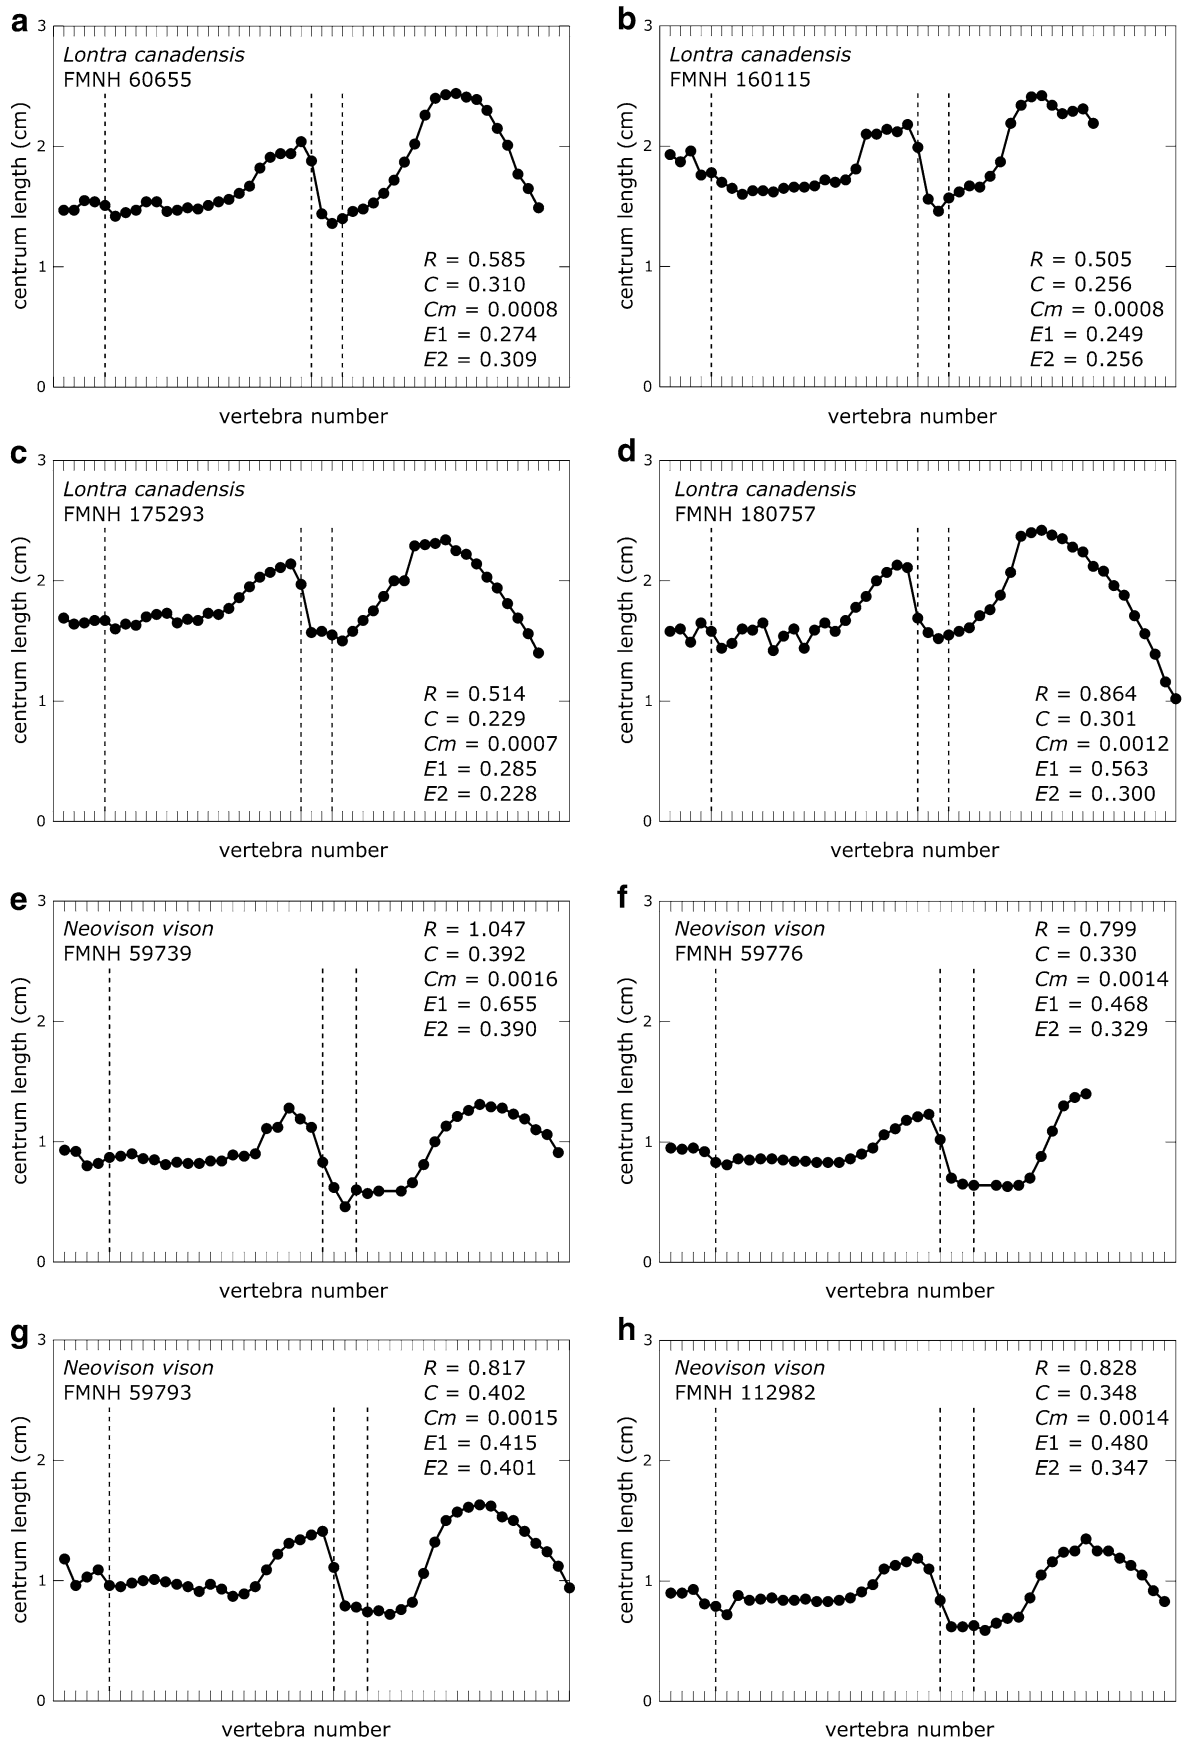 a
3
Lontra canadensis
FMNH 60655
2
1
0
centrum length (cm)
R = 0.585
C = 0.310
Cm = 0.0008
E1 = 0.274
E2 = 0.309
vertebra number
b
3
Lontra canadensis
FMNH 160115
2
1
0
centrum length (cm)
R = 0.505
C = 0.256
Cm = 0.0008
E1 = 0.249
E2 = 0.256
vertebra number
c
3
Lontra canadensis
FMNH 175293
2
1
0
centrum length (cm)
R = 0.514
C = 0.229
Cm = 0.0007
E1 = 0.285
E2 = 0.228
vertebra number
d
3
Lontra canadensis
FMNH 180757
2
1
0
centrum length (cm)
R = 0.864
C = 0.301
Cm = 0.0012
E1 = 0.563
E2 = 0..300
vertebra number
e
3
Neovison vison
FMNH 59739
2
1
0
centrum length (cm)
R = 1.047
C = 0.392
Cm = 0.0016
E1 = 0.655
E2 = 0.390
vertebra number
f
3
Neovison vison
FMNH 59776
2
1
0
centrum length (cm)
R = 0.799
C = 0.330
Cm = 0.0014
E1 = 0.468
E2 = 0.329
vertebra number
g
3
Neovison vison
FMNH 59793
2
1
0
centrum length (cm)
R = 0.817
C = 0.402
Cm = 0.0015
E1 = 0.415
E2 = 0.401
vertebra number
h
3
Neovison vison
FMNH 112982
2
1
0
centrum length (cm)
R = 0.828
C = 0.348
Cm = 0.0014
E1 = 0.480
E2 = 0.347
vertebra number